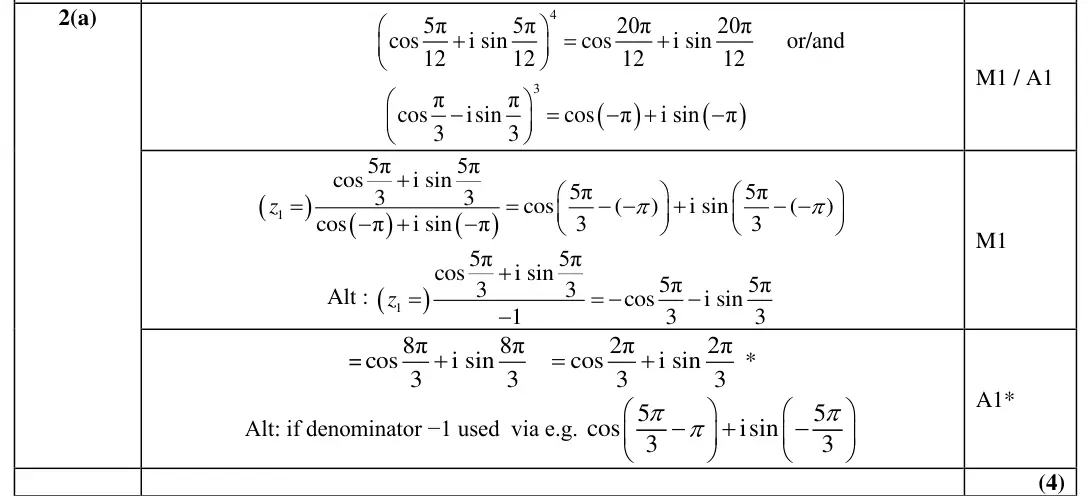 2(a)
(cos 5π/12 + i sin 5π/12)^4 = cos 20π/12 + i sin 20π/12 or/and
(cos π/3 − i sin π/3)^3 = cos(−π) + i sin(−π)
M1 / A1
(z₁ =) (cos 5π/3 + i sin 5π/3)/(cos(−π) + i sin(−π)) = cos(5π/3 − (−π)) + i sin(5π/3 − (−π))
Alt : (z₁ =) (cos 5π/3 + i sin 5π/3)/(−1) = −cos 5π/3 − i sin 5π/3
M1
= cos 8π/3 + i sin 8π/3 = cos 2π/3 + i sin 2π/3 *
Alt: if denominator −1 used via e.g. cos(5π/3 − π) + i sin(− 5π/3)
A1*
(4)